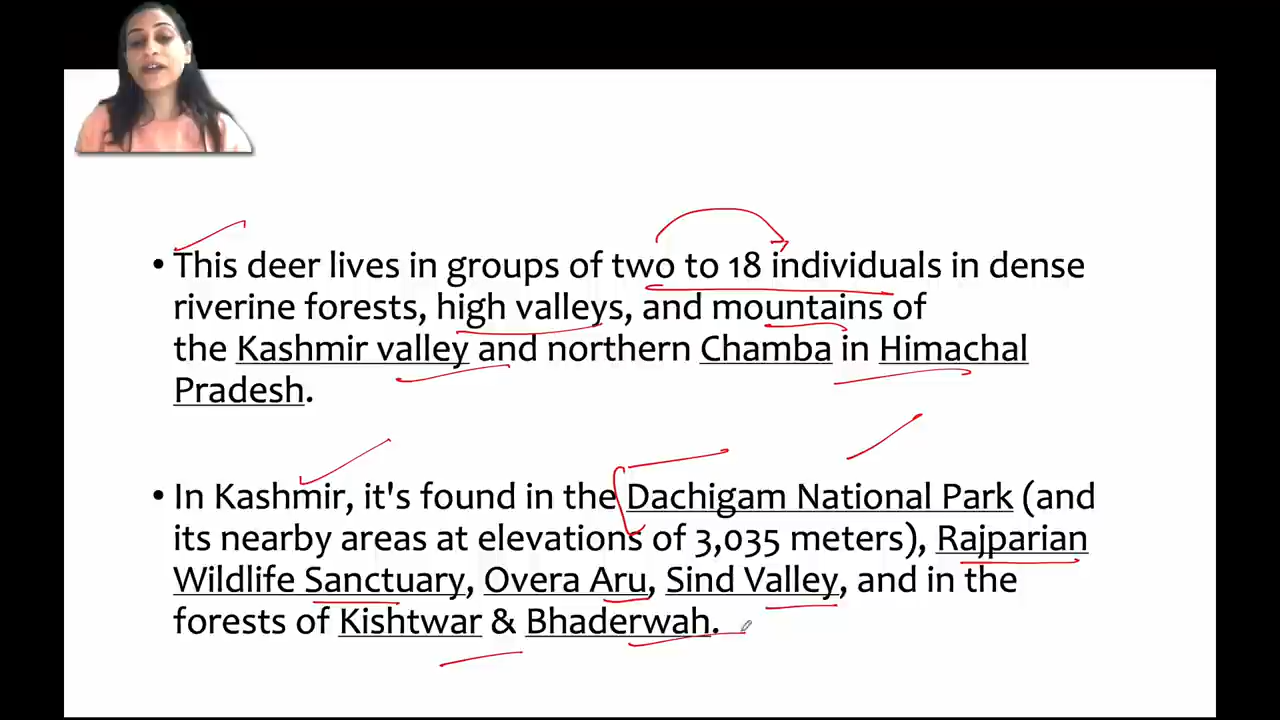 • This deer lives in groups of two to 18 individuals in dense
riverine forests, high valleys, and mountains of
the Kashmir valley and northern Chamba in Himachal
Pradesh.
• In Kashmir, it's found in the Dachigam National Park (and
its nearby areas at elevations of 3,035 meters), Rajparian
Wildlife Sanctuary, Overa Aru, Sind Valley, and in the
forests of Kishtwar & Bhaderwah.